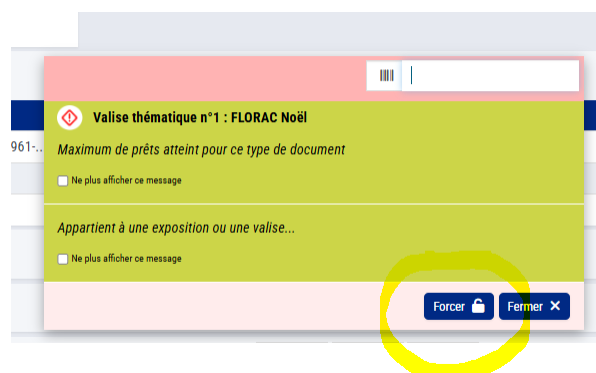 Valise thématique n°1 : FLORAC Noël
961-..
Maximum de prêts atteint pour ce type de document
Ne plus afficher ce message
Appartient à une exposition ou une valise...
Ne plus afficher ce message
Forcer Fermer